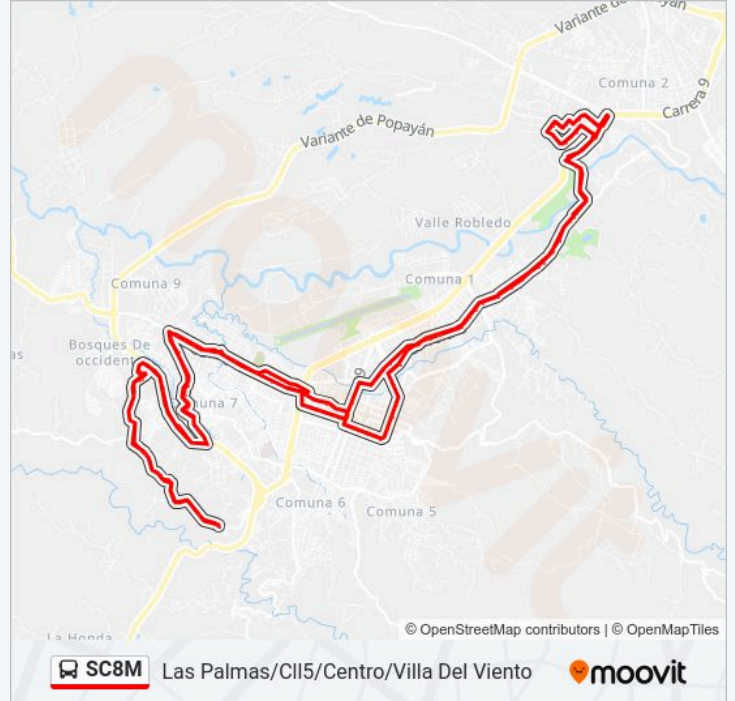 Variante de Popayán
Comuna 2
Carrera 9
Variante de Popayán
Valle Robledo
Comuna 1
Comuna 9
Bosques De
occidente
6
Comuna 7
Comuna 6
Comuna 5
La Honda
© OpenStreetMap contributors | © OpenMapTiles
SC8M
Las Palmas/Cll5/Centro/Villa Del Viento
moovit